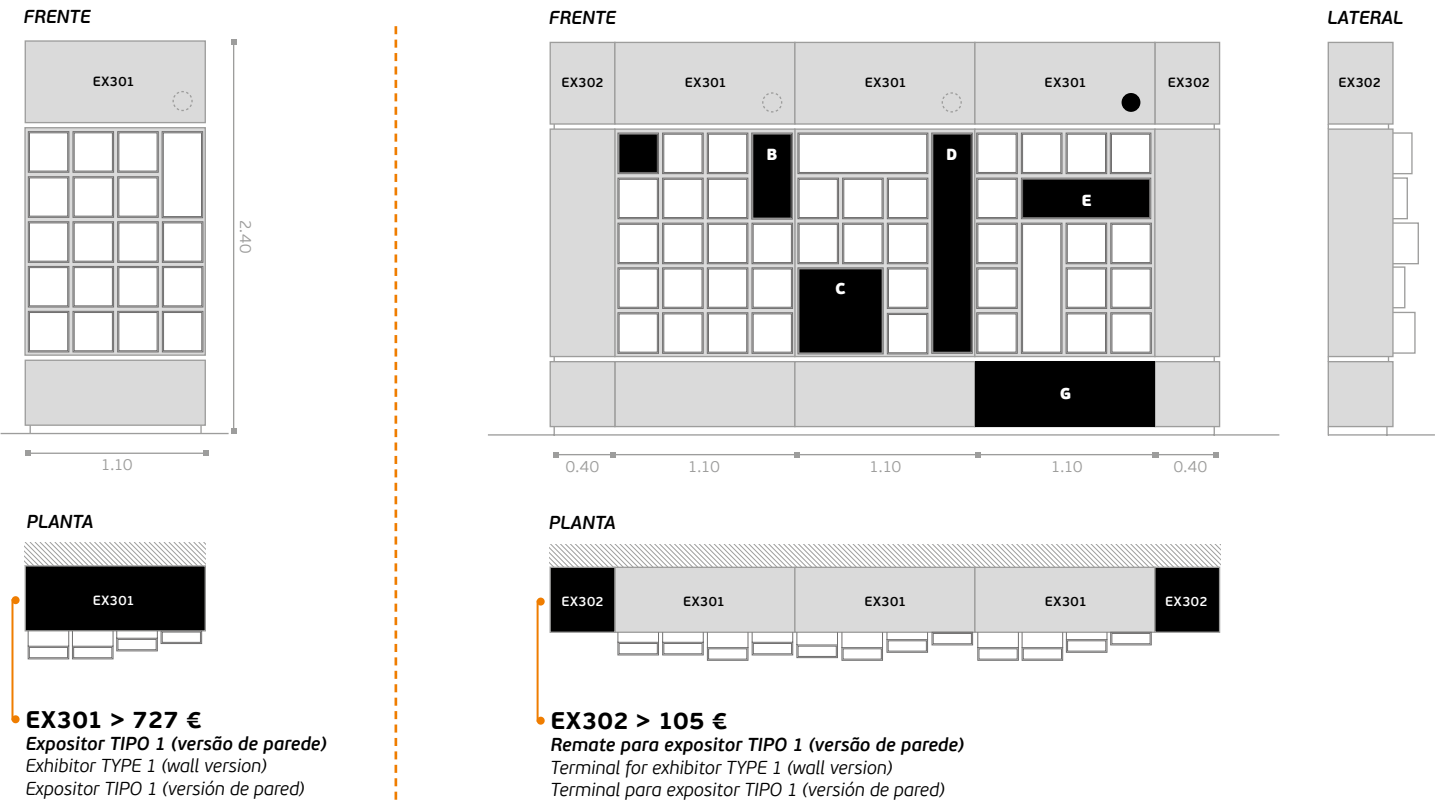 FRENTE
EX301
2.40
1.10
PLANTA
EX301
EX301 > 727 €
Expositor TIPO 1 (versão de parede)
Exhibitor TYPE 1 (wall version)
Expositor TIPO 1 (versión de pared)
FRENTE
EX302 EX301 EX301 EX301 EX302
B D
E
C
G
0.40 1.10 1.10 1.10 0.40
LATERAL
EX302
PLANTA
EX302 EX301 EX301 EX301 EX302
EX302 > 105 €
Remate para expositor TIPO 1 (versão de parede)
Terminal for exhibitor TYPE 1 (wall version)
Terminal para expositor TIPO 1 (versión de pared)